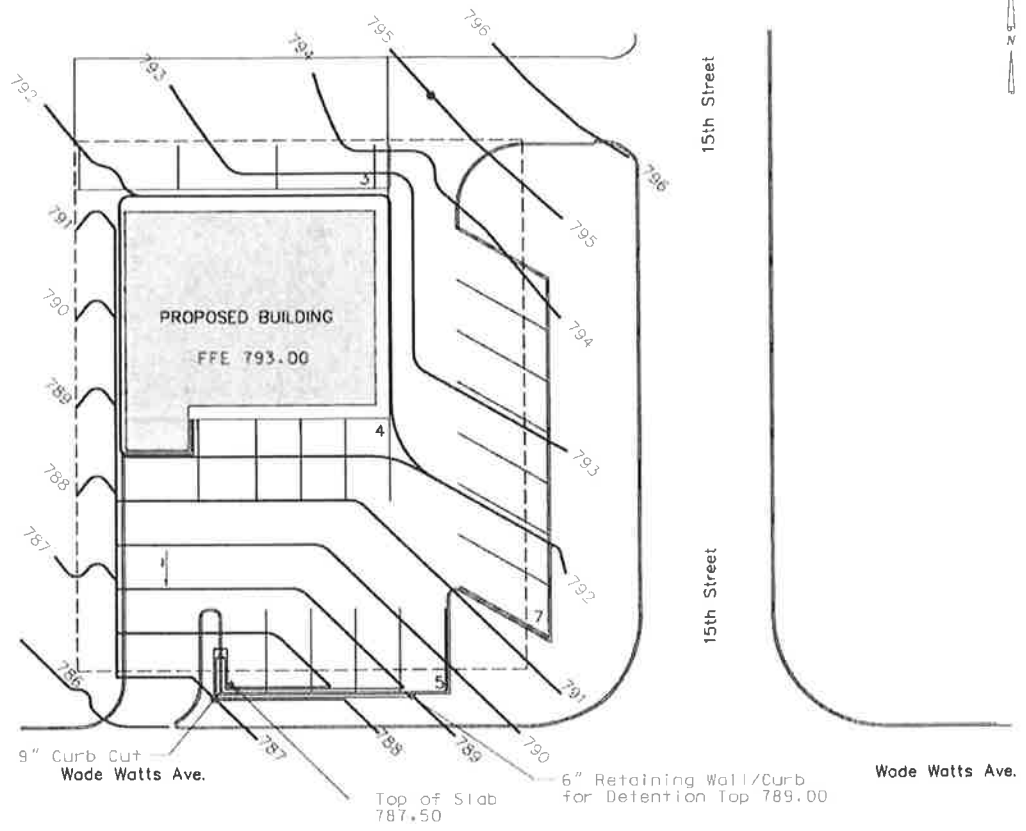 N
796
795
794
793
792
15th Street
796
3
791
795
790
PROPOSED BUILDING
FFE 793.00
794
789
4
793
788
787
792
15th Street
7
786
5
791
790
789
788
787
9" Curb Cut
Wade Watts Ave.
6" Retaining Wall/Curb
for Detention Top 789.00
Wade Watts Ave.
Top of Slab
787.50